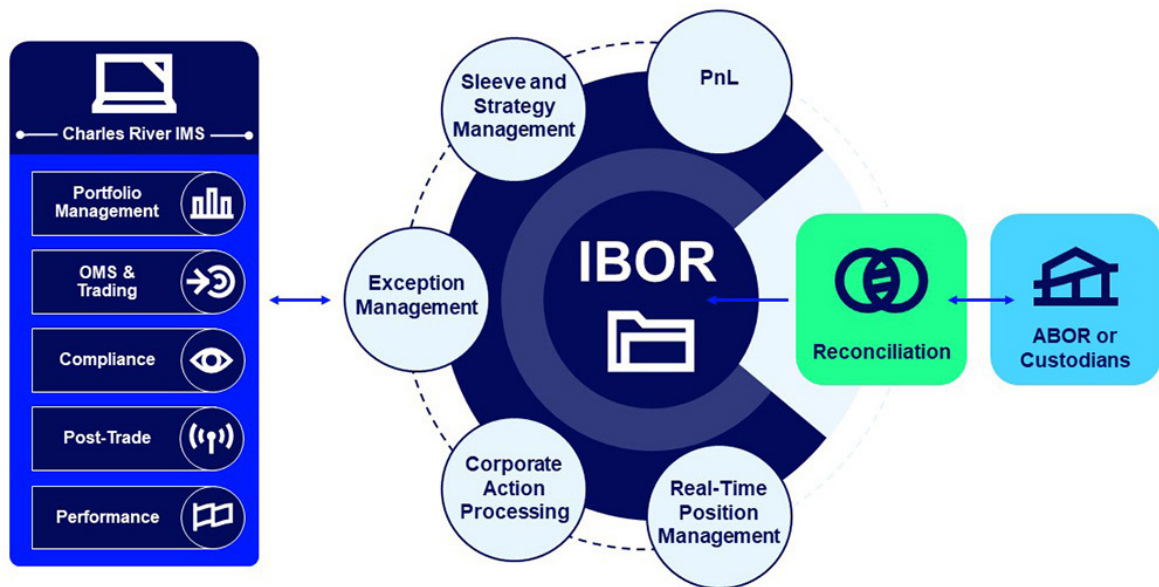 Charles River IMS
Portfolio
Management
OMS &
Trading
Compliance
Post-Trade
Performance
Sleeve and
Strategy
Management
PnL
Exception
Management
IBOR
Corporate
Action
Processing
Real-Time
Position
Management
Reconciliation
ABOR or
Custodians